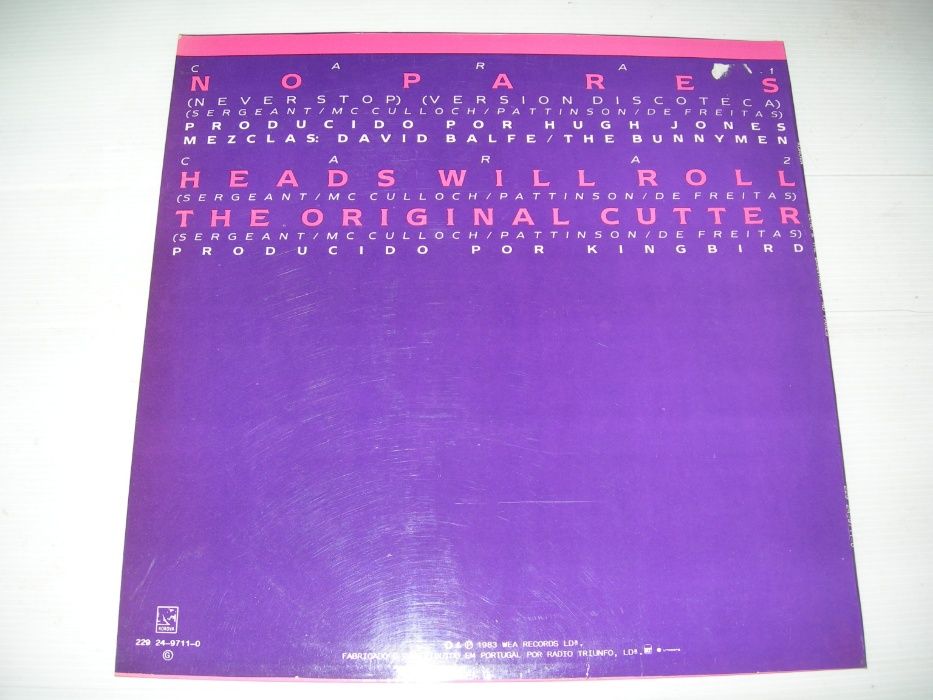 CARA 1
NO PARES
(NEVER STOP) (VERSION DISCOTECA)
(SERGEANT/MC CULLOCH/PATTINSON/DE FREITAS)
PRODUCIDO POR HUGH JONES
MEZCLAS: DAVID BALFE/THE BUNNYMEN
CARA 2
HEADS WILL ROLL
(SERGEANT/MC CULLOCH/PATTINSON/DE FREITAS)
THE ORIGINAL CUTTER
(SERGEANT/MC CULLOCH/PATTINSON/DE FREITAS)
PRODUCIDO POR KINGBIRD
KOROVA
229 24-9711-0
G
© & ℗ 1983 WEA RECORDS LDª.
FABRICADO EM PORTUGAL POR RADIO TRIUNFO, LDª.